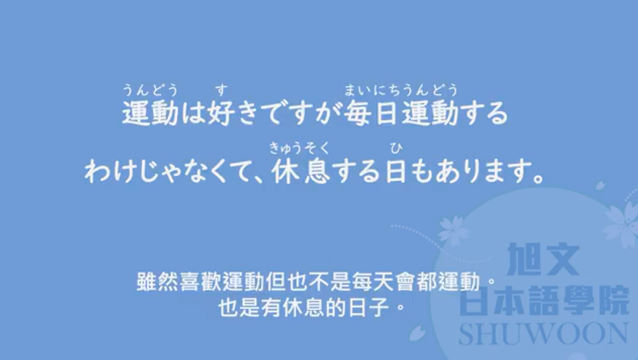 うんどう す まいにちうんどう
運動は好きですが毎日運動する
きゅうそく ひ
わけじゃなくて、休息する日もあります。
雖然喜歡運動但也不是每天會都運動。
也是有休息的日子。
旭文
日本語學院
SHUWOON